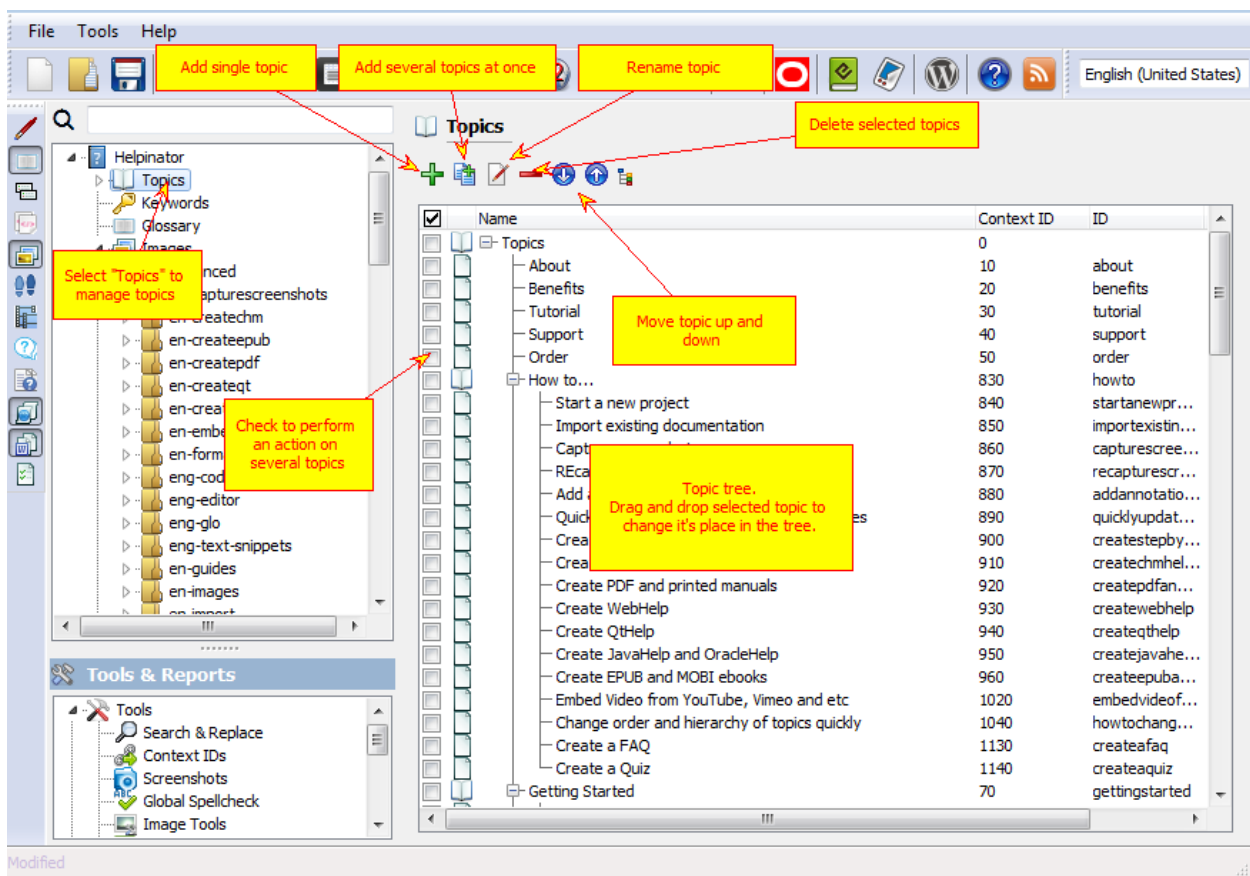 File Tools Help
Add single topic
Add several topics at once
Rename topic
English (United States)
Delete selected topics
Helpinator
Topics
Keywords
Glossary
Images
Select "Topics" to
manage topics
en-createchm
en-createepub
en-createpdf
en-createqt
eng-editor
eng-glo
eng-text-snippets
en-guides
en-images
en-import
Check to perform
an action on
several topics
Tools & Reports
Tools
Search & Replace
Context IDs
Screenshots
Global Spellcheck
Image Tools
Topics
Name Context ID ID
Topics 0
About 10 about
Benefits 20 benefits
Tutorial 30 tutorial
Support 40 support
Order 50 order
Move topic up and
down
How to... 830 howto
Start a new project 840 startanewpr...
Import existing documentation 850 importexistin...
860 capturescree...
870 recapturescr...
880 addannotatio...
890 quicklyupdat...
900 createstepby...
910 createchmhel...
Topic tree.
Drag and drop selected topic to
change it's place in the tree.
Create PDF and printed manuals 920 createpdfan...
Create WebHelp 930 createwebhelp
Create QtHelp 940 createqthelp
Create JavaHelp and OracleHelp 950 createjavahe...
Create EPUB and MOBI ebooks 960 createepuba...
Embed Video from YouTube, Vimeo and etc 1020 embedvideof...
Change order and hierarchy of topics quickly 1040 howtochang...
Create a FAQ 1130 createafaq
Create a Quiz 1140 createaquiz
Getting Started 70 gettingstarted
Modified